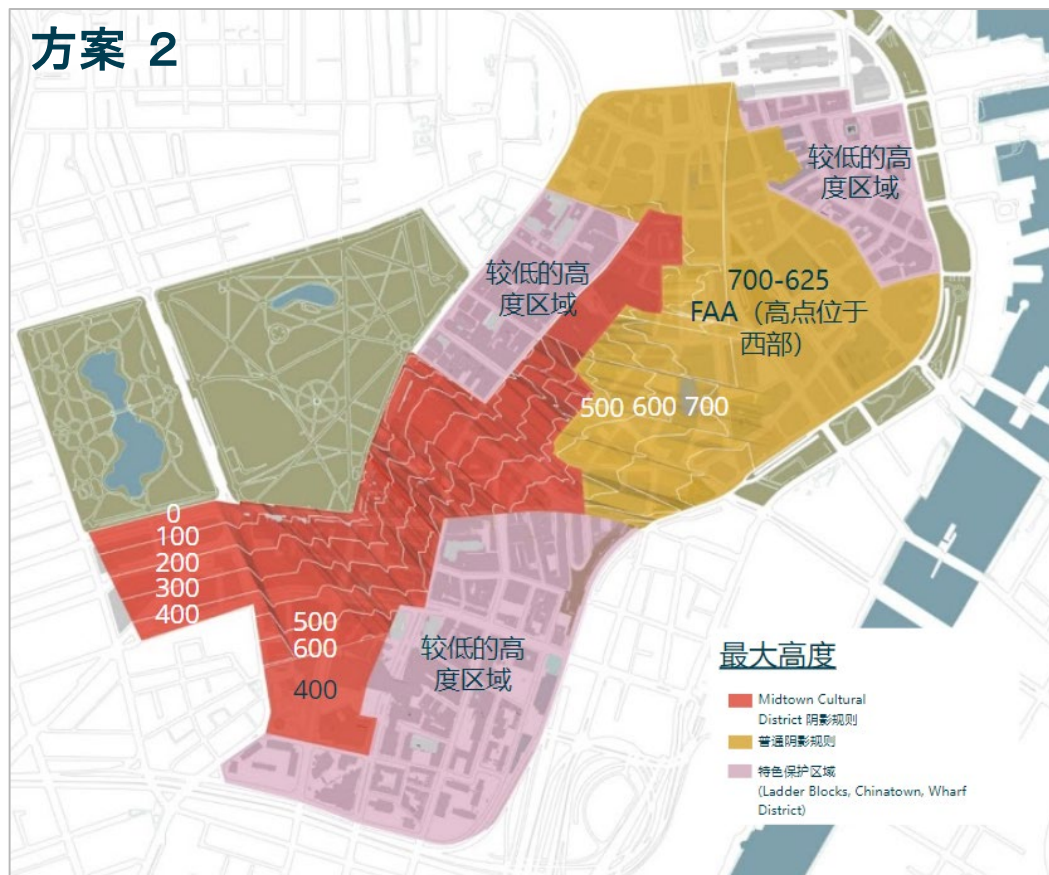 方案 2
较低的高
度区域
较低的高
度区域
700-625
FAA（高点位于
西部）
500 600 700
0
100
200
300
400
500
600
400
较低的高
度区域
最大高度
Midtown Cultural
District 阴影规则
普通阴影规则
特色保护区域
(Ladder Blocks, Chinatown, Wharf
District)